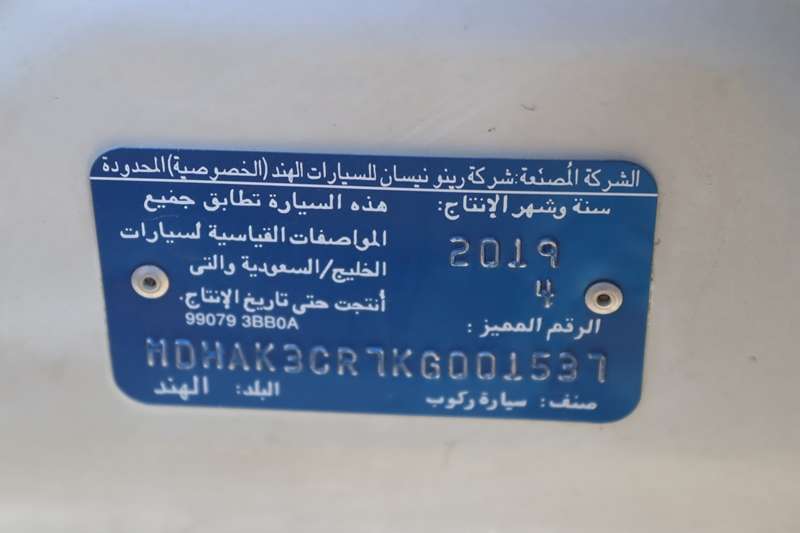 الشركة المُصنّعة: شركة رينو نيسان للسيارات الهند (الخصوصية) المحدودة
سنة وشهر الإنتاج:
2019
4
هذه السيارة تطابق جميع
المواصفات القياسية لسيارات
الخليج/السعودية والتى
أنتجت حتى تاريخ الإنتاج.
99079 3BB0A
الرقم المميز :
MDHAK3CR7KG001537
صنف: سيارة ركوب
البلد: الهند